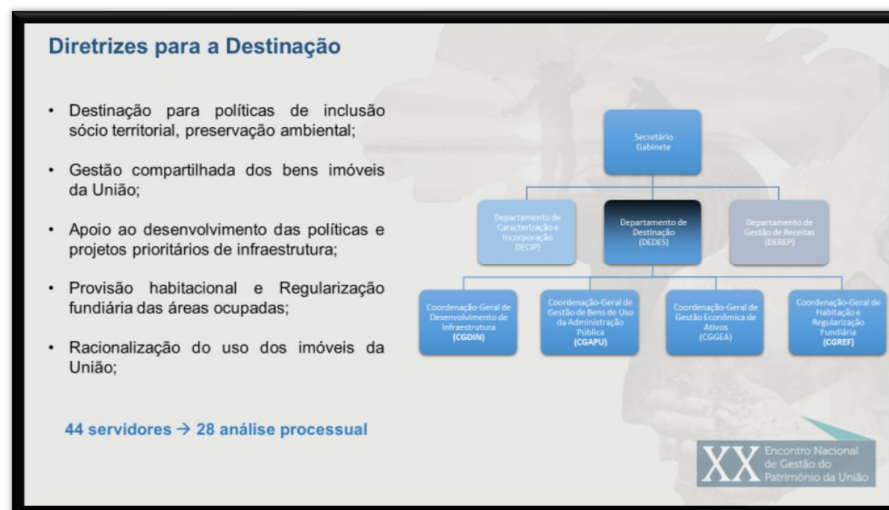 Diretrizes para a Destinação
• Destinação para políticas de inclusão
sócio territorial, preservação ambiental;
• Gestão compartilhada dos bens imóveis
da União;
• Apoio ao desenvolvimento das políticas e
projetos prioritários de infraestrutura;
• Provisão habitacional e Regularização
fundiária das áreas ocupadas;
• Racionalização do uso dos imóveis da
União;
44 servidores → 28 análise processual
Secretário
Gabinete
Departamento de
Caracterização e
Incorporação
DECIP)
Departamento de
Destinação
(DEDES)
Departamento de
Gestão de Receitas
(DEREP)
Coordenação-Geral de
Desenvolvimento de
Infraestrutura
(CGDIN)
Coordenação-Geral de
Gestão de Bens de Uso
da Administração
Pública
(CGAPU)
Coordenação-Geral de
Gestão Econômica de
Ativos
(CGGEA)
Coordenação-Geral de
Habitação e
Regularização
Fundiária
(CGREF)
XX Encontro Nacional
de Gestão do
Patrimônio da União